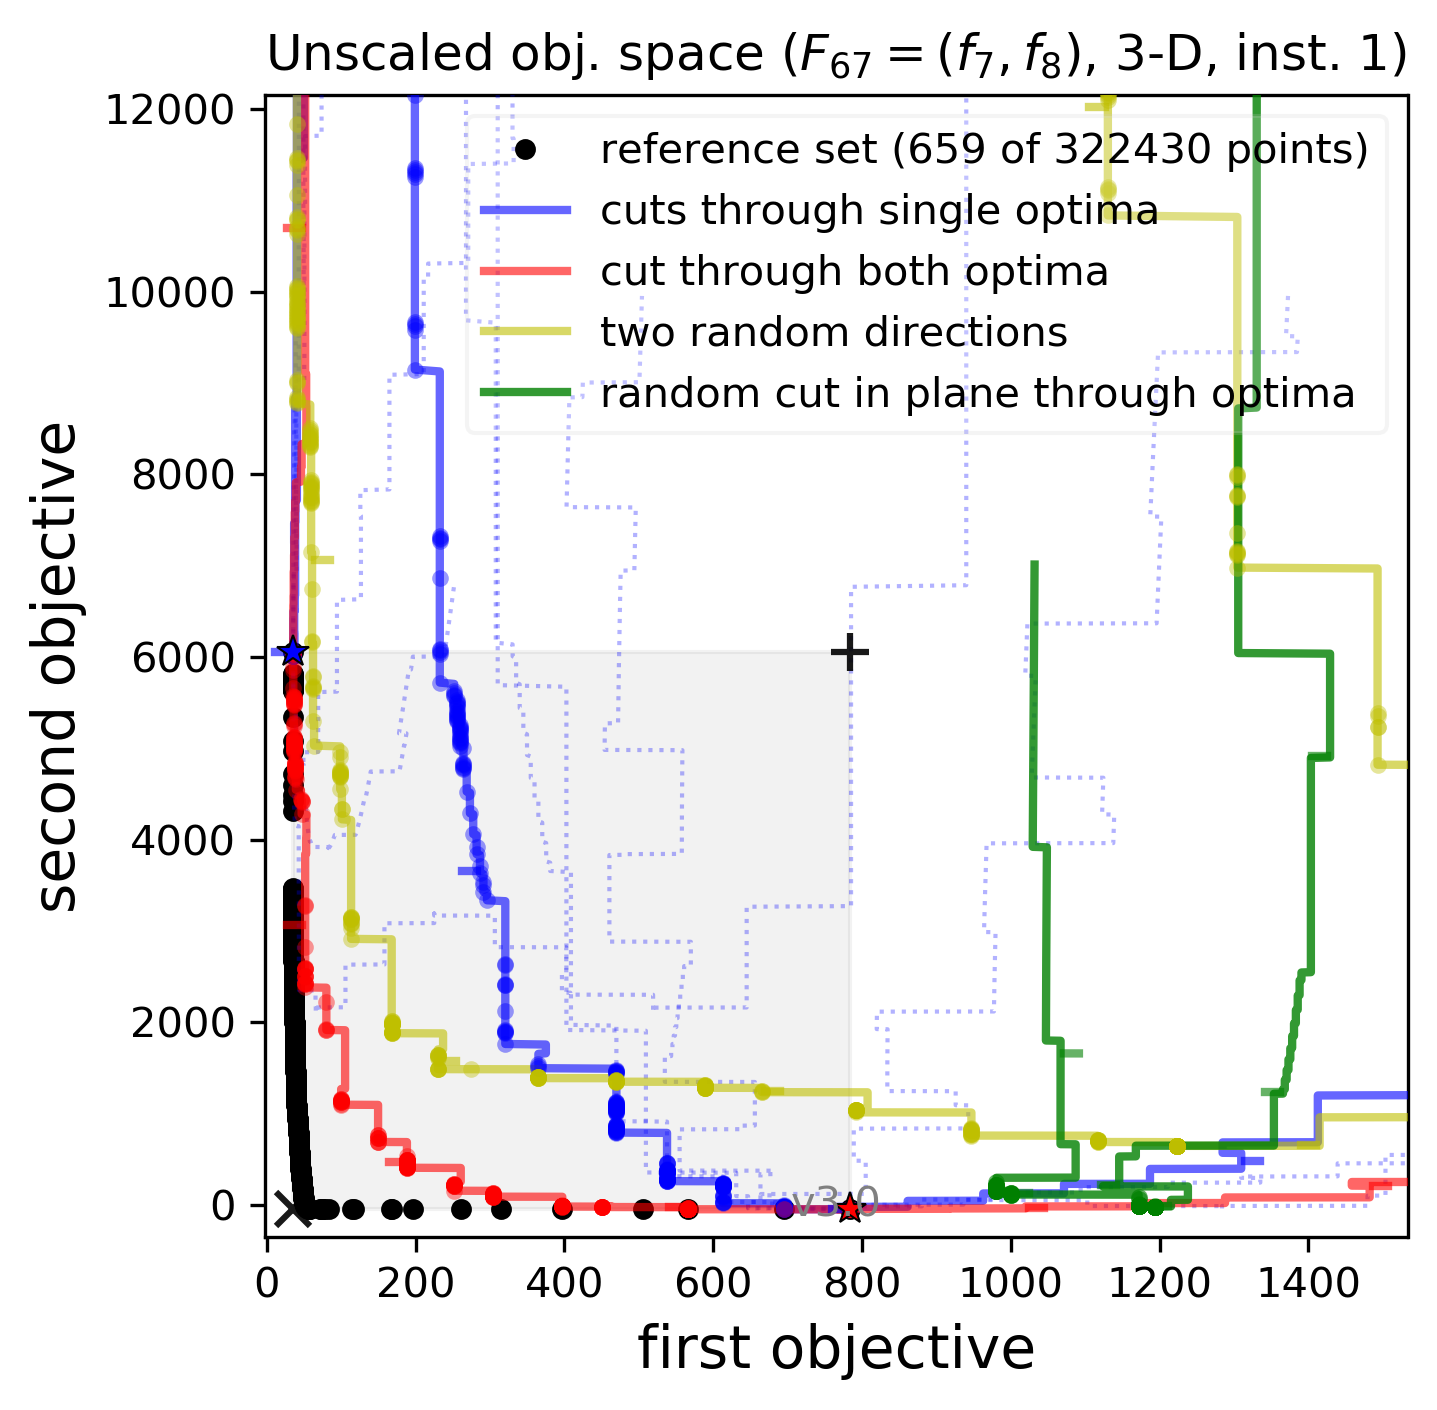 Unscaled obj. space (F₆₇ = (f₇, f₈), 3-D, inst. 1)
12000
10000
8000
6000
4000
2000
0
second objective
reference set (659 of 322430 points)
cuts through single optima
cut through both optima
two random directions
random cut in plane through optima
v3.0
0 200 400 600 800 1000 1200 1400
first objective